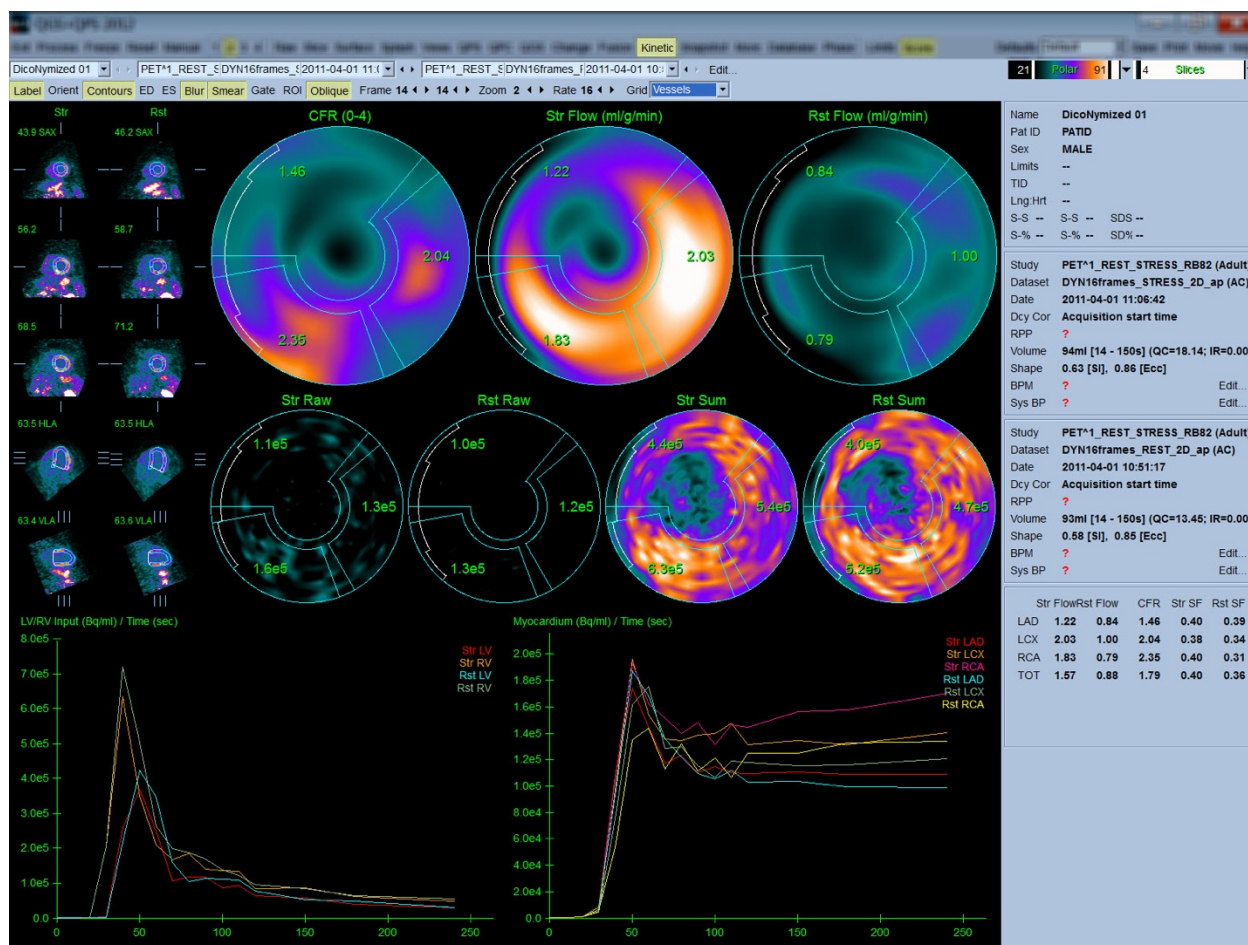 QGS+QPS 2012
Kinetic
DicoNymized 01 PET^1_REST_S DYN16frames_S 2011-04-01 11:0 PET^1_REST_S DYN16frames_F 2011-04-01 10: Edit...
21 Polar 91 4 Slices
Label Orient Contours ED ES Blur Smear Gate ROI Oblique Frame 14 14 Zoom 2 Rate 16 Grid Vessels
Str Rst
43.9 SAX 46.2 SAX
56.2 58.7
68.5 71.2
63.5 HLA 63.5 HLA
63.4 VLA 63.6 VLA
CFR (0-4) Str Flow (ml/g/min) Rst Flow (ml/g/min)
1.46 1.22 0.84
2.04 2.03 1.00
2.35 1.83 0.79
Str Raw Rst Raw Str Sum Rst Sum
1.1e5 1.0e5 4.4e5 4.0e5
1.3e5 1.2e5 5.4e5 4.7e5
1.6e5 1.3e5 6.3e5 5.2e5
LV/RV Input (Bq/ml) / Time (sec)
8.0e5
7.0e5
6.0e5
5.0e5
4.0e5
3.0e5
2.0e5
1.0e5
0.0
0 50 100 150 200 250
Str LV
Str RV
Rst LV
Rst RV
Myocardium (Bq/ml) / Time (sec)
2.0e5
1.8e5
1.6e5
1.4e5
1.2e5
1.0e5
8.0e4
6.0e4
4.0e4
2.0e4
0.0
0 50 100 150 200 250
Str LAD
Str LCX
Str RCA
Rst LAD
Rst LCX
Rst RCA
Name DicoNymized 01
Pat ID PATID
Sex MALE
Limits --
TID --
Lng:Hrt --
S-S -- S-S -- SDS --
S-% -- S-% -- SD% --
Study PET^1_REST_STRESS_RB82 (Adult)
Dataset DYN16frames_STRESS_2D_ap (AC)
Date 2011-04-01 11:06:42
Dcy Cor Acquisition start time
RPP ?
Volume 94ml [14 - 150s] (QC=18.14; IR=0.00
Shape 0.63 [SI], 0.86 [Ecc]
BPM ? Edit...
Sys BP ? Edit...
Study PET^1_REST_STRESS_RB82 (Adult)
Dataset DYN16frames_REST_2D_ap (AC)
Date 2011-04-01 10:51:17
Dcy Cor Acquisition start time
RPP ?
Volume 93ml [14 - 150s] (QC=13.45; IR=0.00
Shape 0.58 [SI], 0.85 [Ecc]
BPM ? Edit...
Sys BP ? Edit...
Str Flow Rst Flow CFR Str SF Rst SF
LAD 1.22 0.84 1.46 0.40 0.39
LCX 2.03 1.00 2.04 0.38 0.34
RCA 1.83 0.79 2.35 0.40 0.31
TOT 1.57 0.88 1.79 0.40 0.36